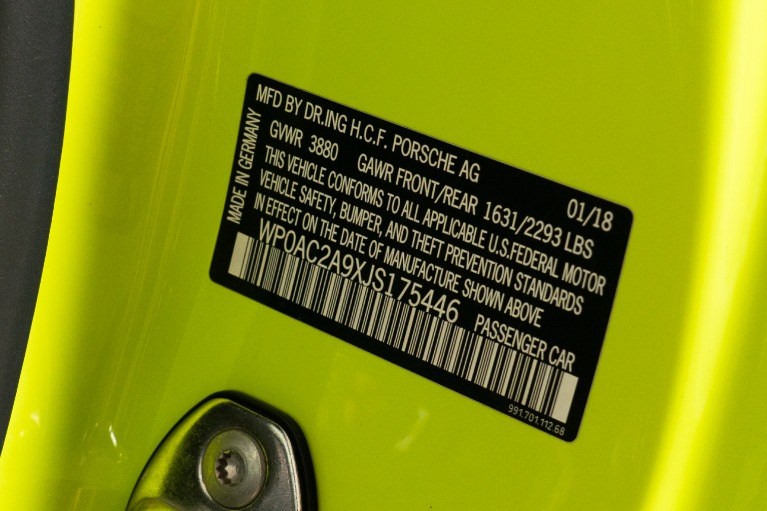 MFD BY DR.ING H.C.F. PORSCHE AG 01/18
GVWR 3880 GAWR FRONT/REAR 1631/2293 LBS
THIS VEHICLE CONFORMS TO ALL APPLICABLE U.S.FEDERAL MOTOR
VEHICLE SAFETY, BUMPER, AND THEFT PREVENTION STANDARDS
IN EFFECT ON THE DATE OF MANUFACTURE SHOWN ABOVE
WP0AC2A9XJS175446 PASSENGER CAR
991.701.112.68
MADE IN GERMANY